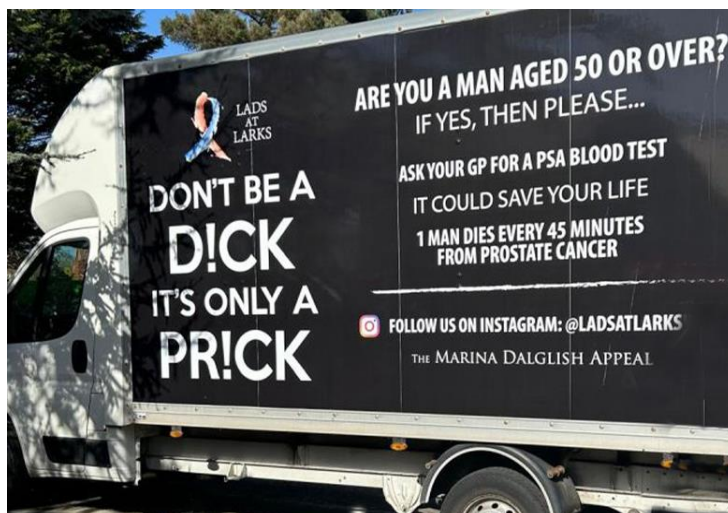 LADS
AT
LARKS
DON'T BE A
D!CK
IT'S ONLY A
PR!CK
ARE YOU A MAN AGED 50 OR OVER?
IF YES, THEN PLEASE...
ASK YOUR GP FOR A PSA BLOOD TEST
IT COULD SAVE YOUR LIFE
1 MAN DIES EVERY 45 MINUTES
FROM PROSTATE CANCER
FOLLOW US ON INSTAGRAM: @LADSATLARKS
THE MARINA DALGLISH APPEAL